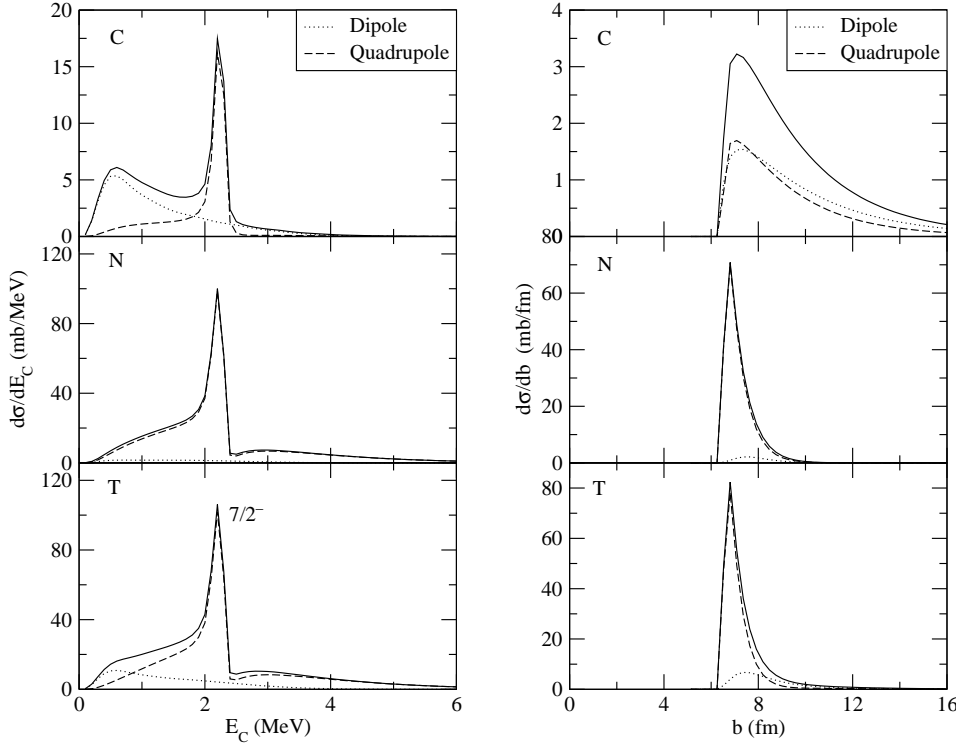 C
Dipole
Quadrupole
20
15
10
5
0
N
120
80
40
0
T
7/2⁻
120
80
40
0
0 2 4 6
E_C (MeV)
dσ/dE_C (mb/MeV)
C
Dipole
Quadrupole
4
3
2
1
0
N
80
60
40
20
0
T
80
60
40
20
0
0 4 8 12 16
b (fm)
dσ/db (mb/fm)